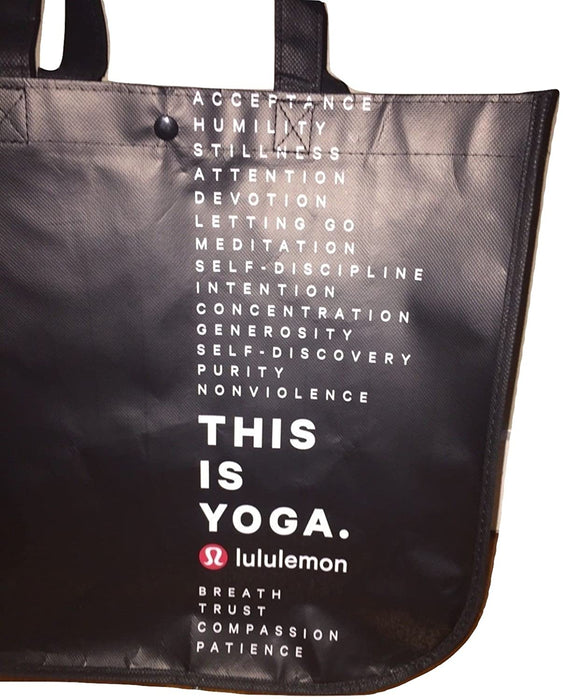 ACCEPTANCE
HUMILITY
STILLNESS
ATTENTION
DEVOTION
LETTING GO
MEDITATION
SELF-DISCIPLINE
INTENTION
CONCENTRATION
GENEROSITY
SELF-DISCOVERY
PURITY
NONVIOLENCE
THIS
IS
YOGA.
lululemon
BREATH
TRUST
COMPASSION
PATIENCE